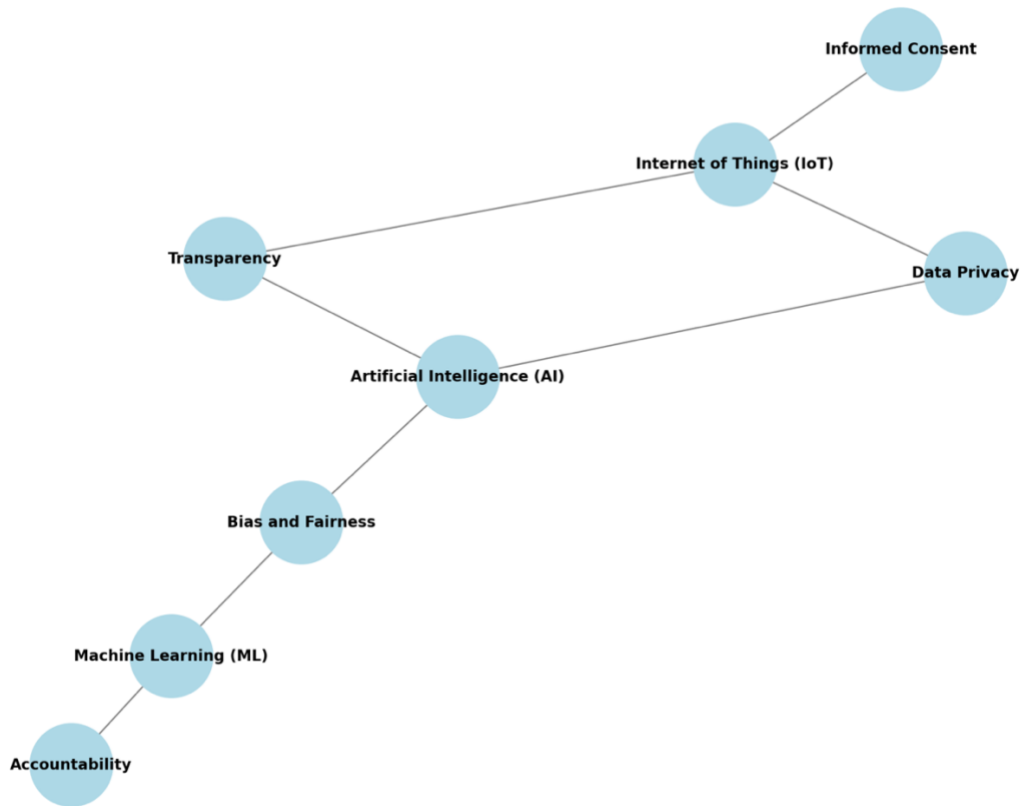 Informed Consent
Internet of Things (IoT)
Transparency
Data Privacy
Artificial Intelligence (AI)
Bias and Fairness
Machine Learning (ML)
Accountability